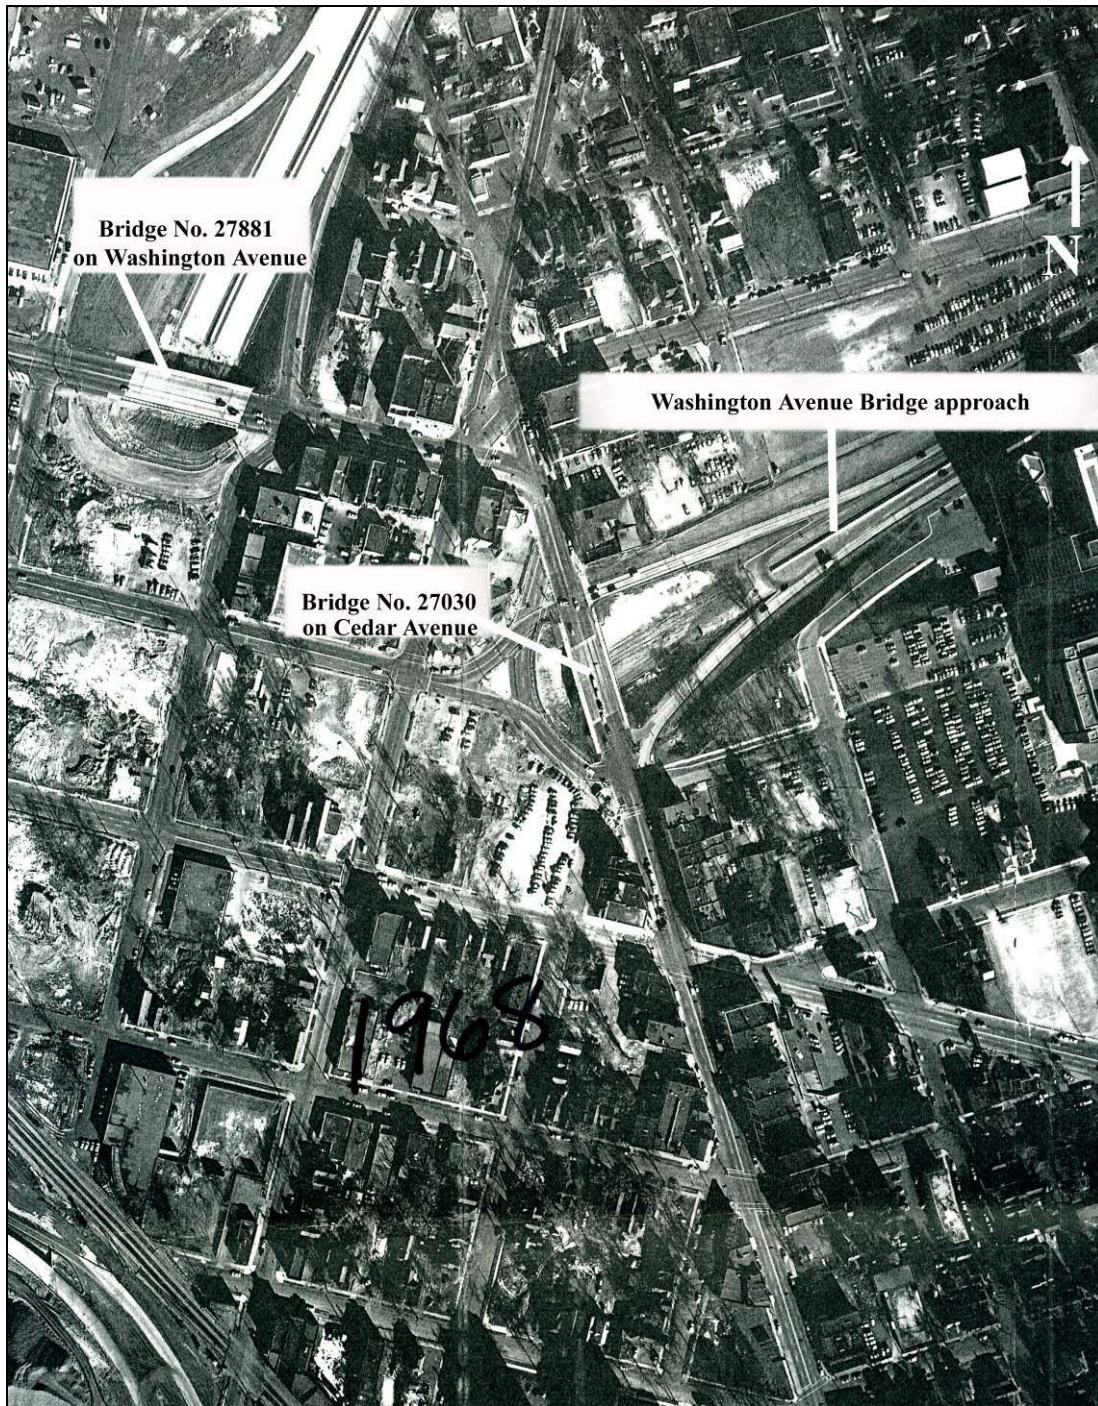 Bridge No. 27881
on Washington Avenue
Washington Avenue Bridge approach
Bridge No. 27030
on Cedar Avenue
1968
N